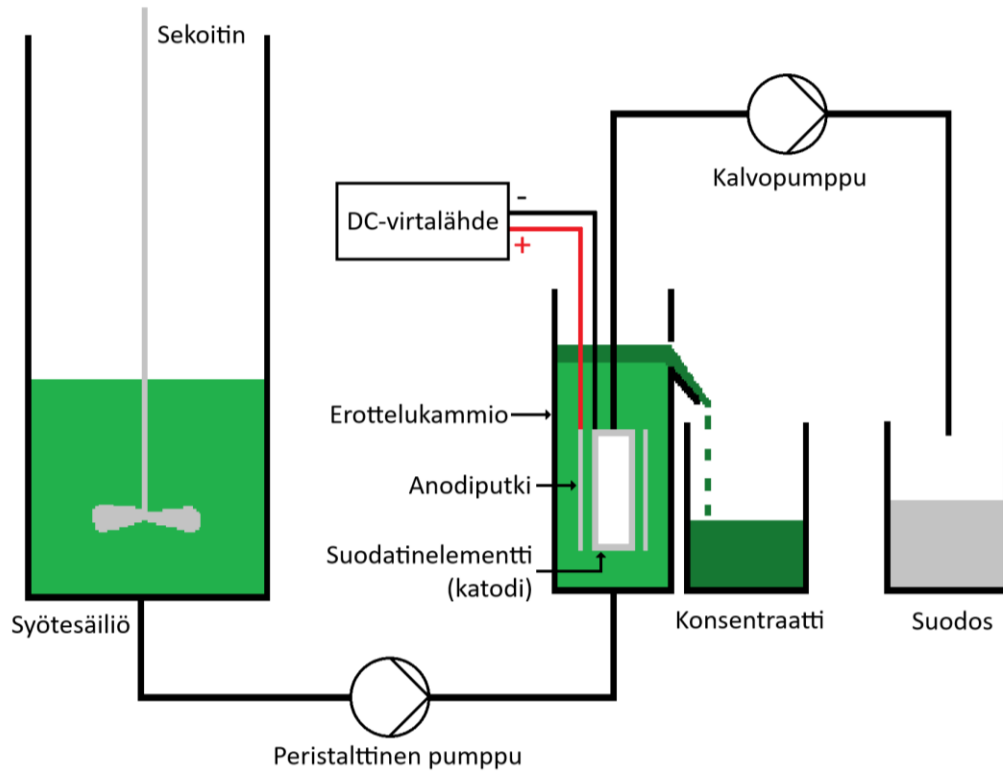 Sekoitin
Kalvopumppu
DC-virtalähde
-
+
Erottelukammio
Anodiputki
Suodatinelementti
(katodi)
Syötesäiliö
Konsentraatti
Suodos
Peristalttinen pumppu